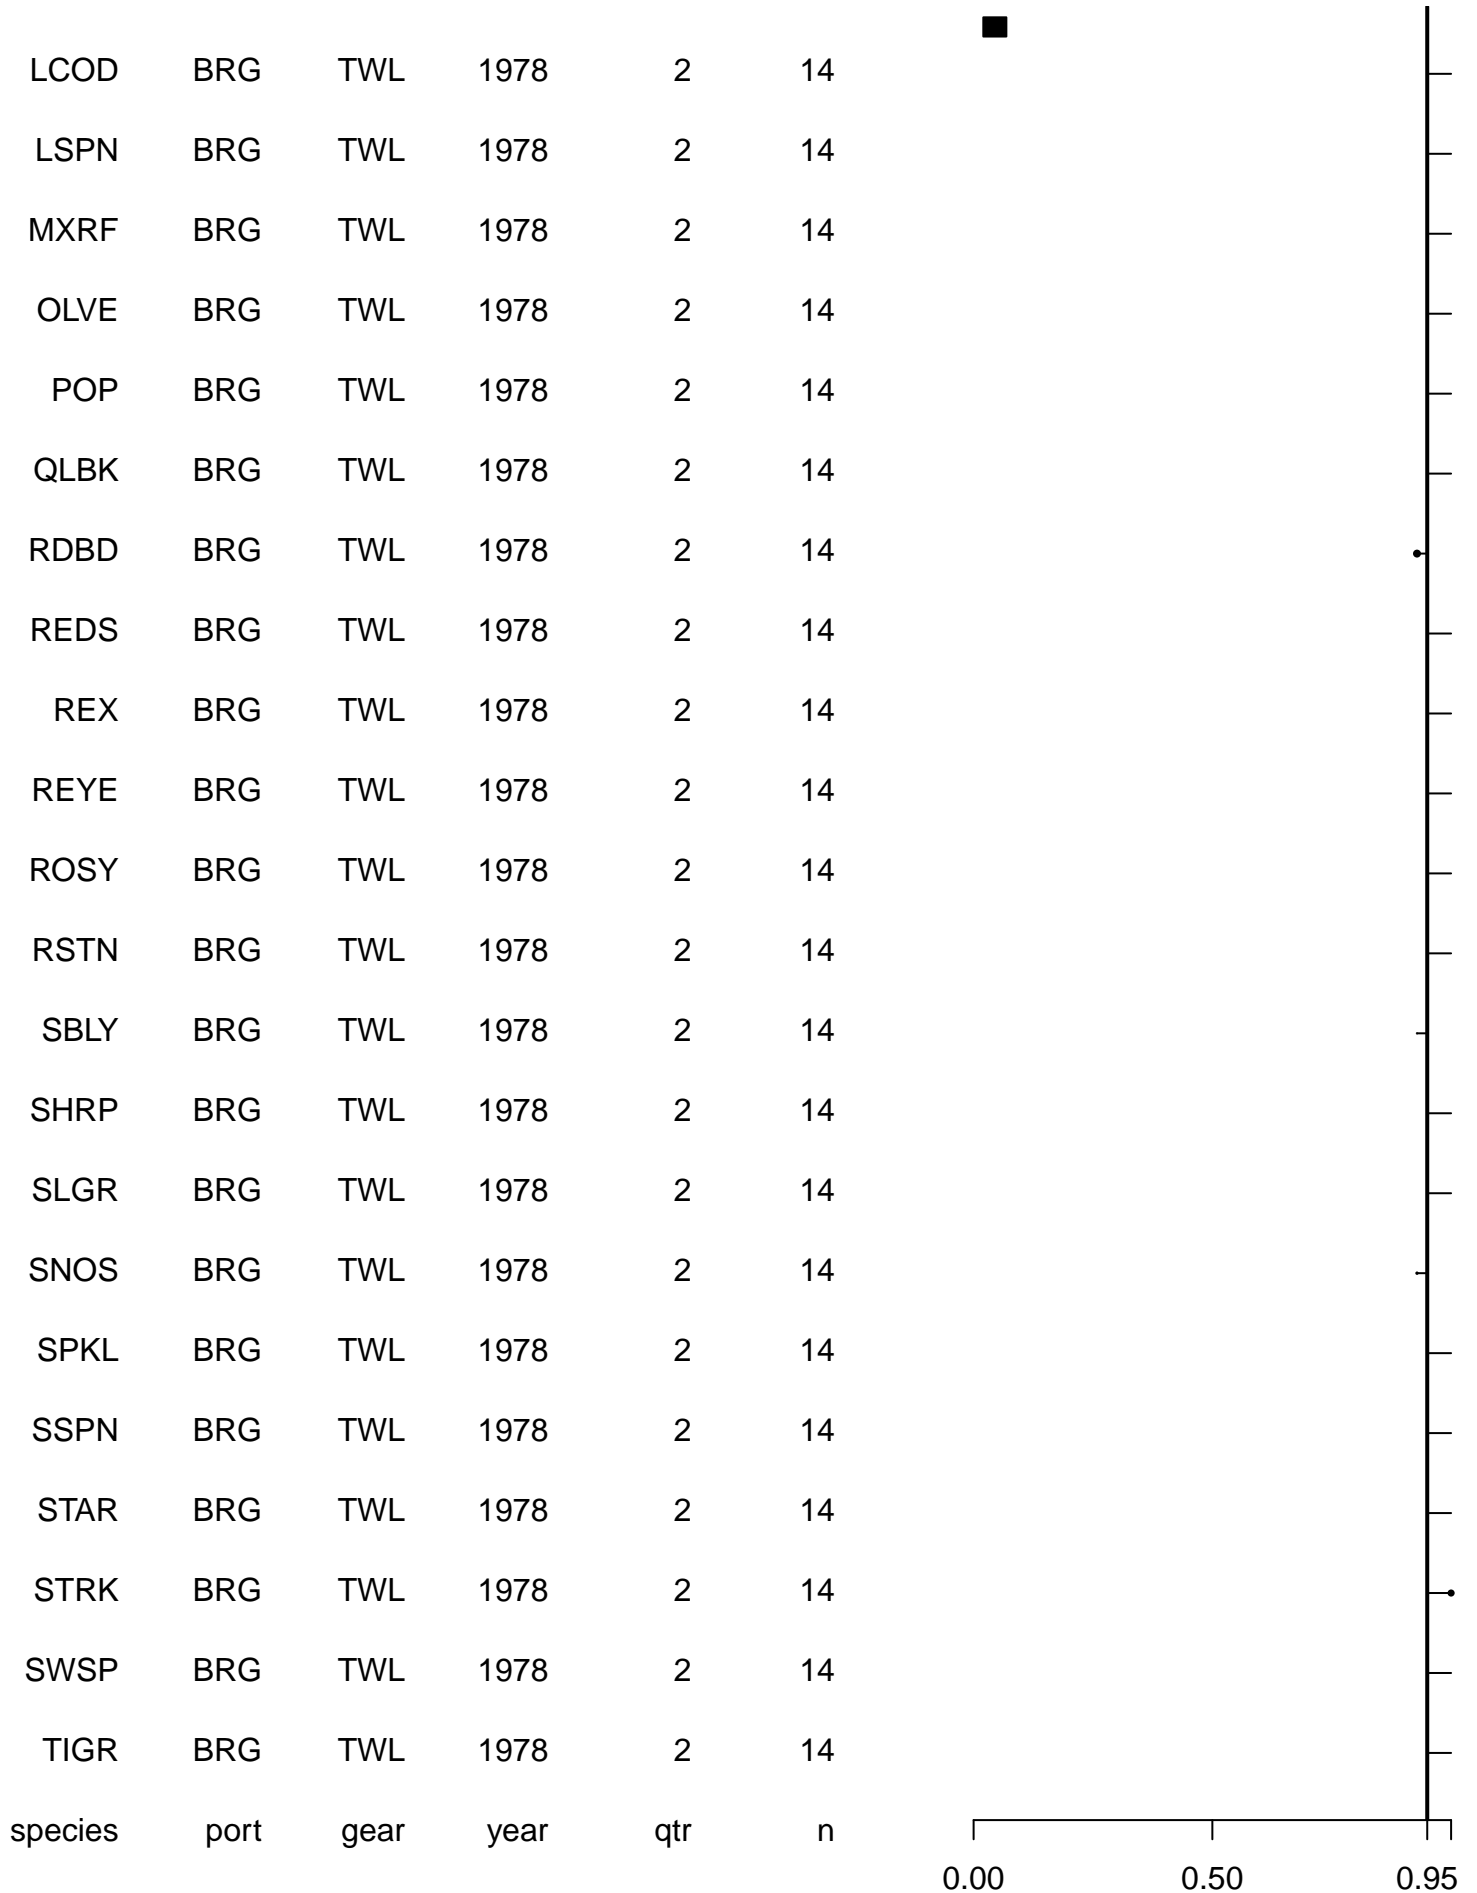 LCOD BRG TWL 1978 2 14
LSPN BRG TWL 1978 2 14
MXRF BRG TWL 1978 2 14
OLVE BRG TWL 1978 2 14
POP BRG TWL 1978 2 14
QLBK BRG TWL 1978 2 14
RDBD BRG TWL 1978 2 14
REDS BRG TWL 1978 2 14
REX BRG TWL 1978 2 14
REYE BRG TWL 1978 2 14
ROSY BRG TWL 1978 2 14
RSTN BRG TWL 1978 2 14
SBLY BRG TWL 1978 2 14
SHRP BRG TWL 1978 2 14
SLGR BRG TWL 1978 2 14
SNOS BRG TWL 1978 2 14
SPKL BRG TWL 1978 2 14
SSPN BRG TWL 1978 2 14
STAR BRG TWL 1978 2 14
STRK BRG TWL 1978 2 14
SWSP BRG TWL 1978 2 14
TIGR BRG TWL 1978 2 14
species port gear year qtr n
0.00 0.50 0.95